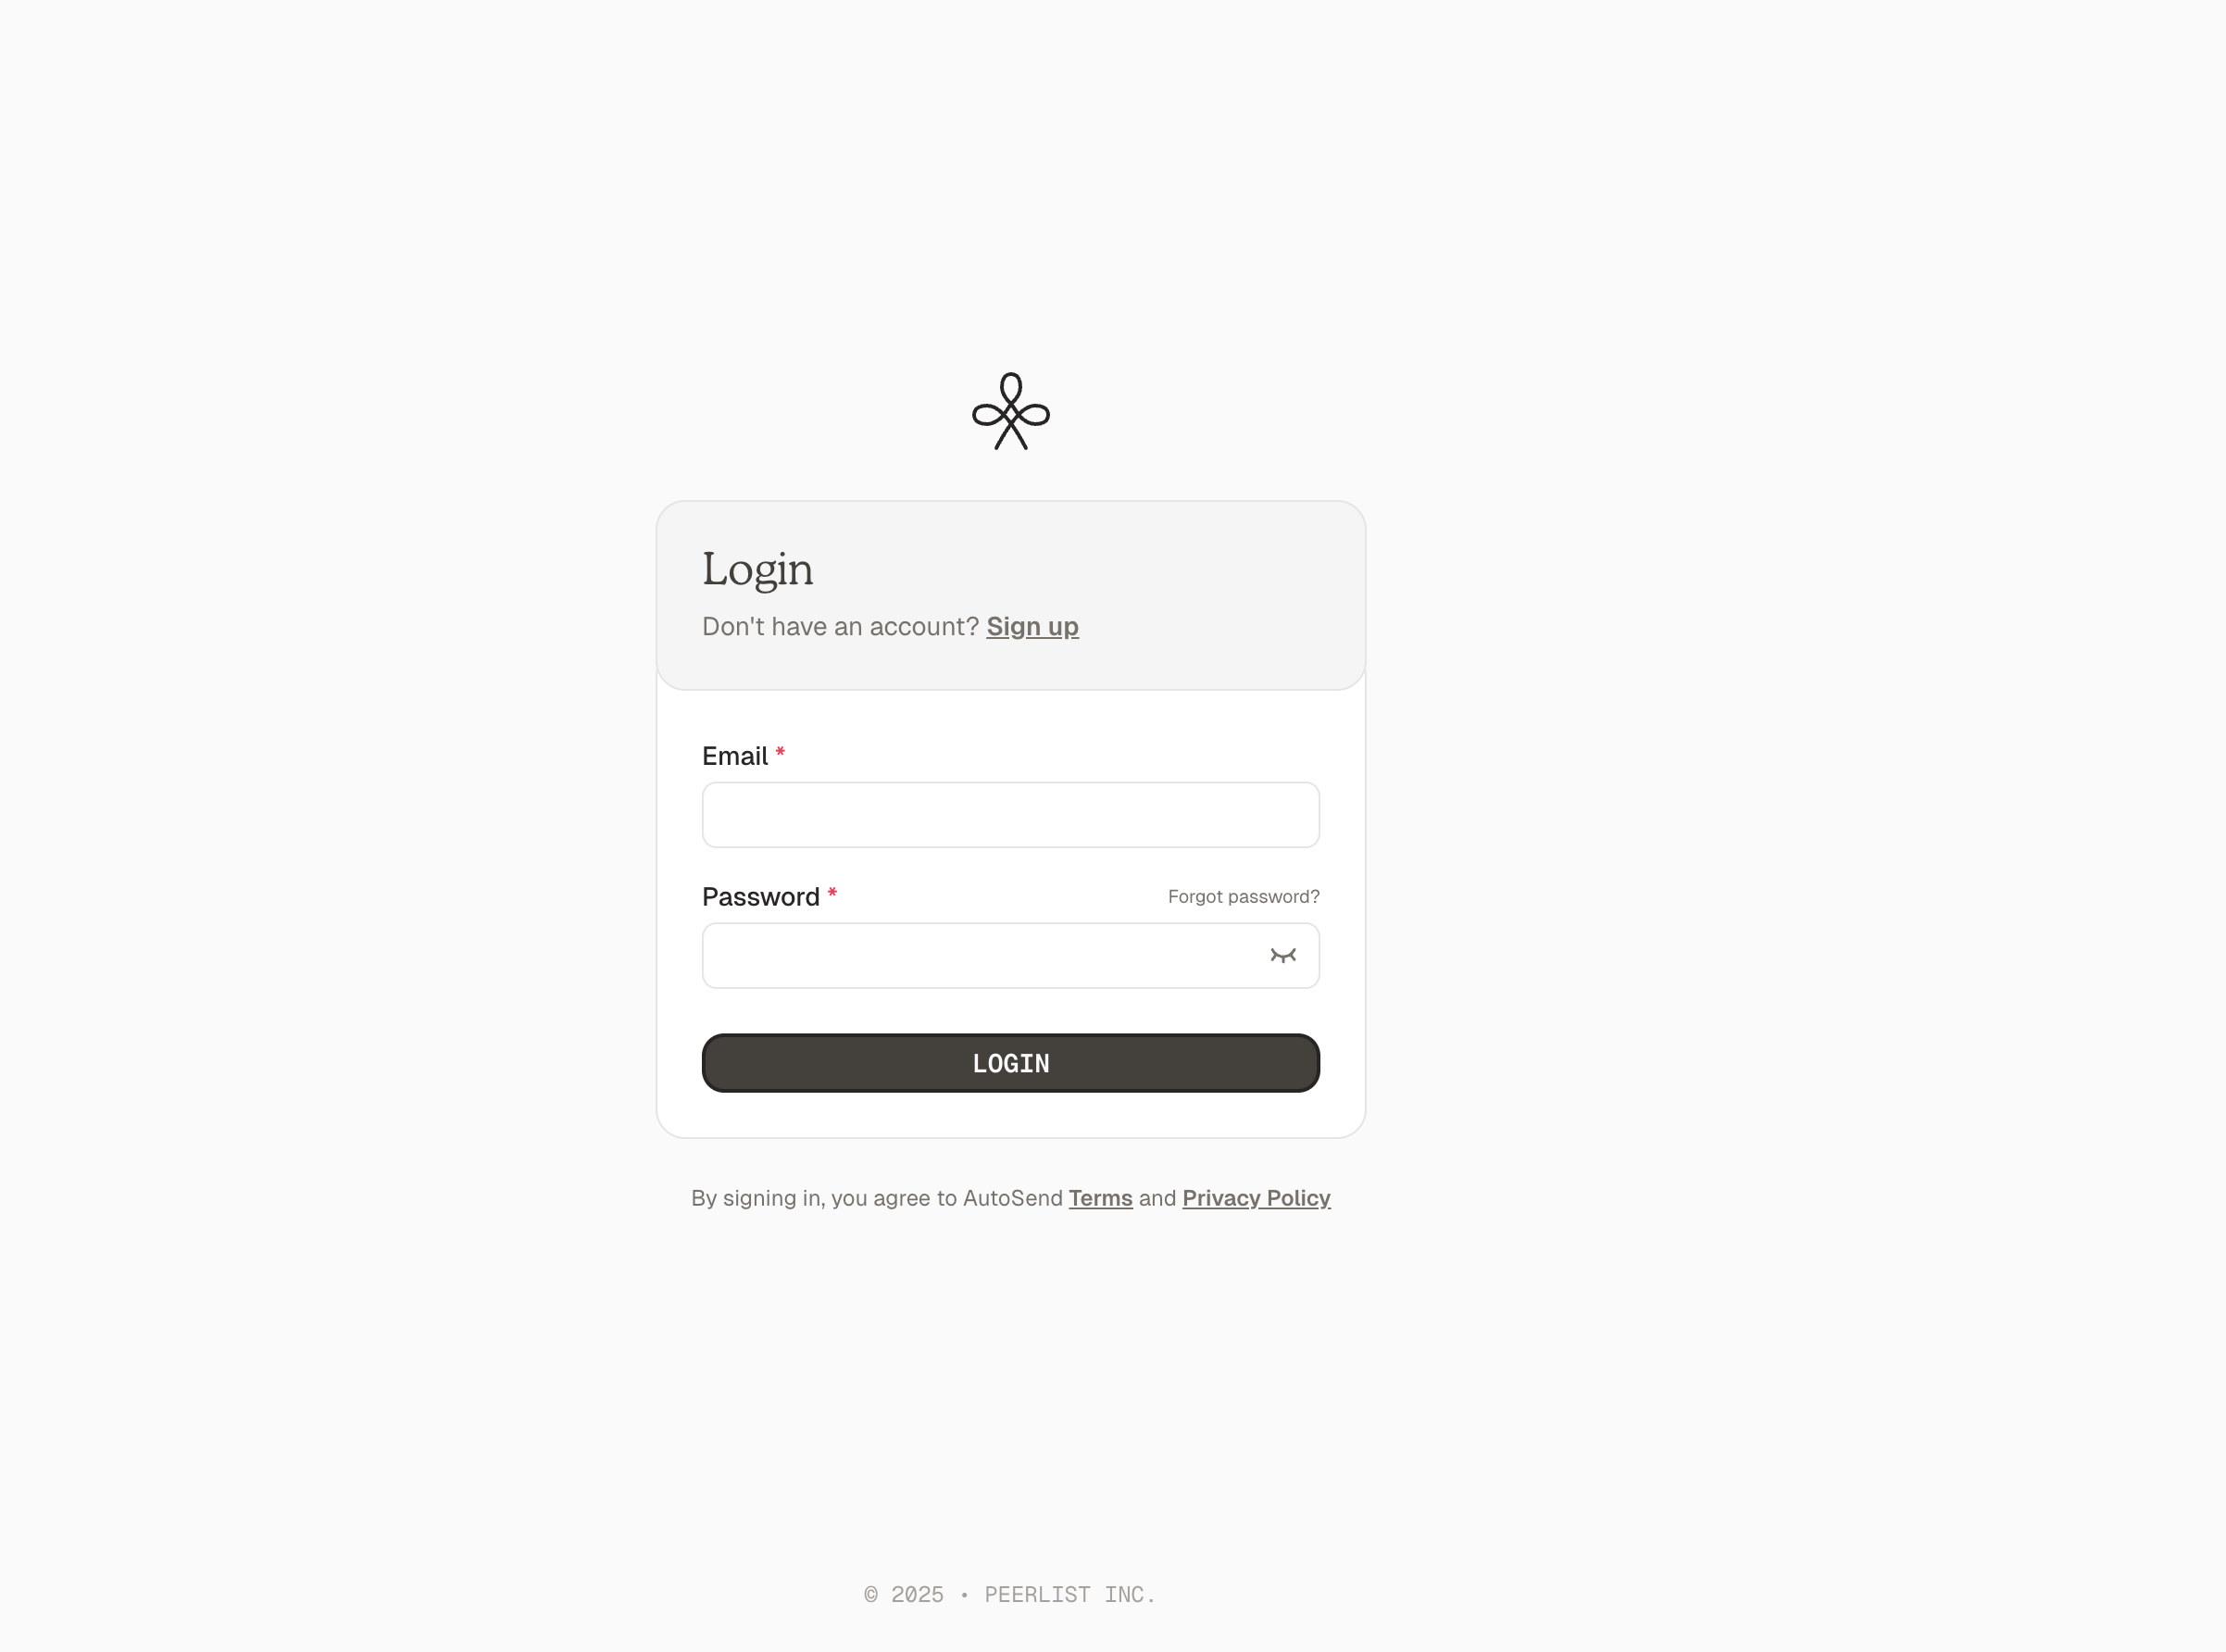 Login
Don't have an account? Sign up
Email *
Password *
Forgot password?
LOGIN
By signing in, you agree to AutoSend Terms and Privacy Policy
© 2025 • PEERLIST INC.